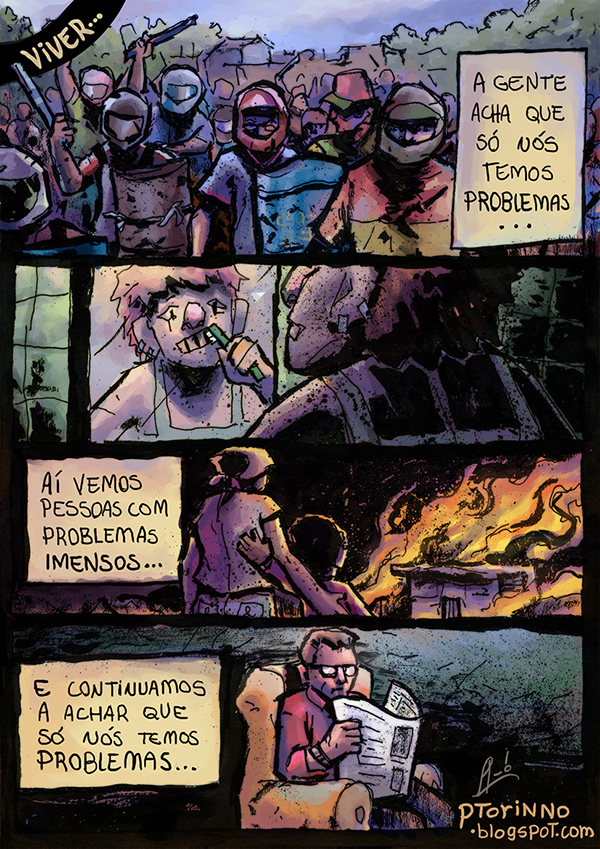 VIVER...
A GENTE
ACHA QUE
SÓ NÓS
TEMOS
PROBLEMAS
...
AÍ VEMOS
PESSOAS COM
PROBLEMAS
IMENSOS...
E CONTINUAMOS
A ACHAR QUE
SÓ NÓS TEMOS
PROBLEMAS...
PTorinno
.blogspot.com